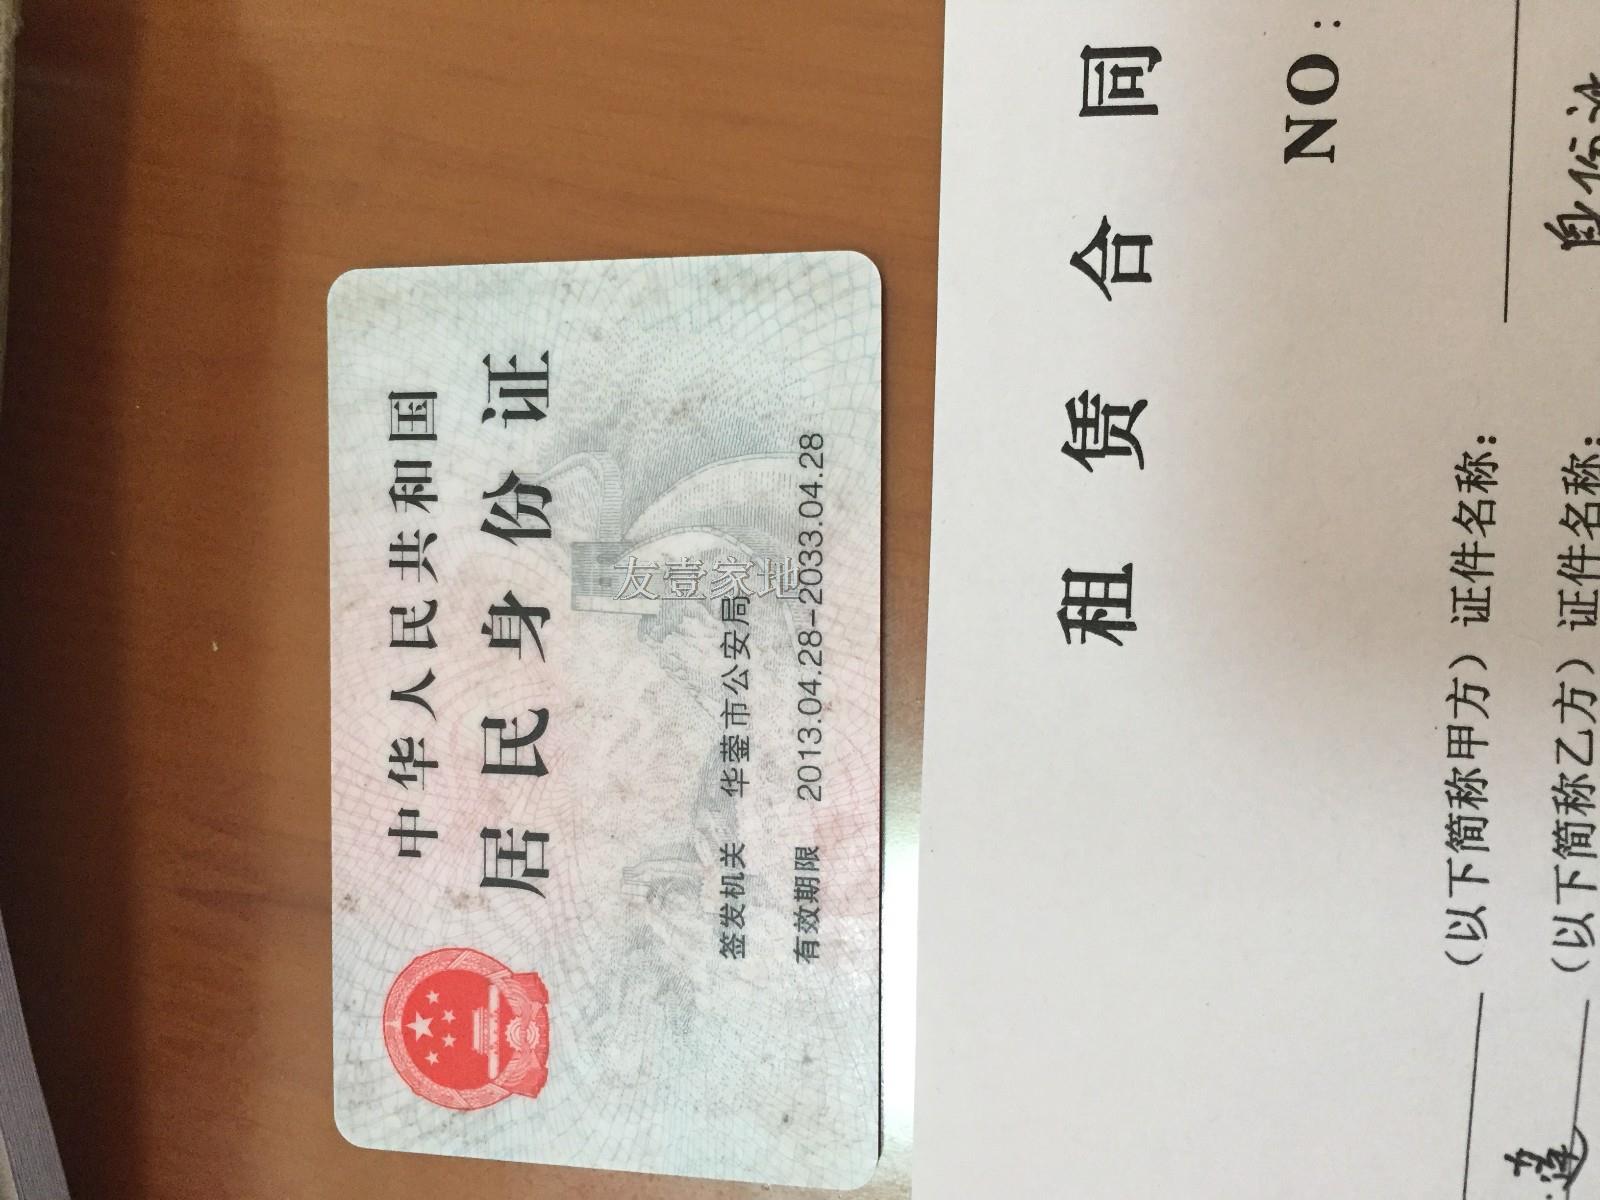 中华人民共和国
居民身份证
签发机关 华蓥市公安局
有效期限 2013.04.28-2033.04.28
友壹家地
租赁合同
NO:
(以下简称甲方) 证件名称:
(以下简称乙方) 证件名称: 身份证